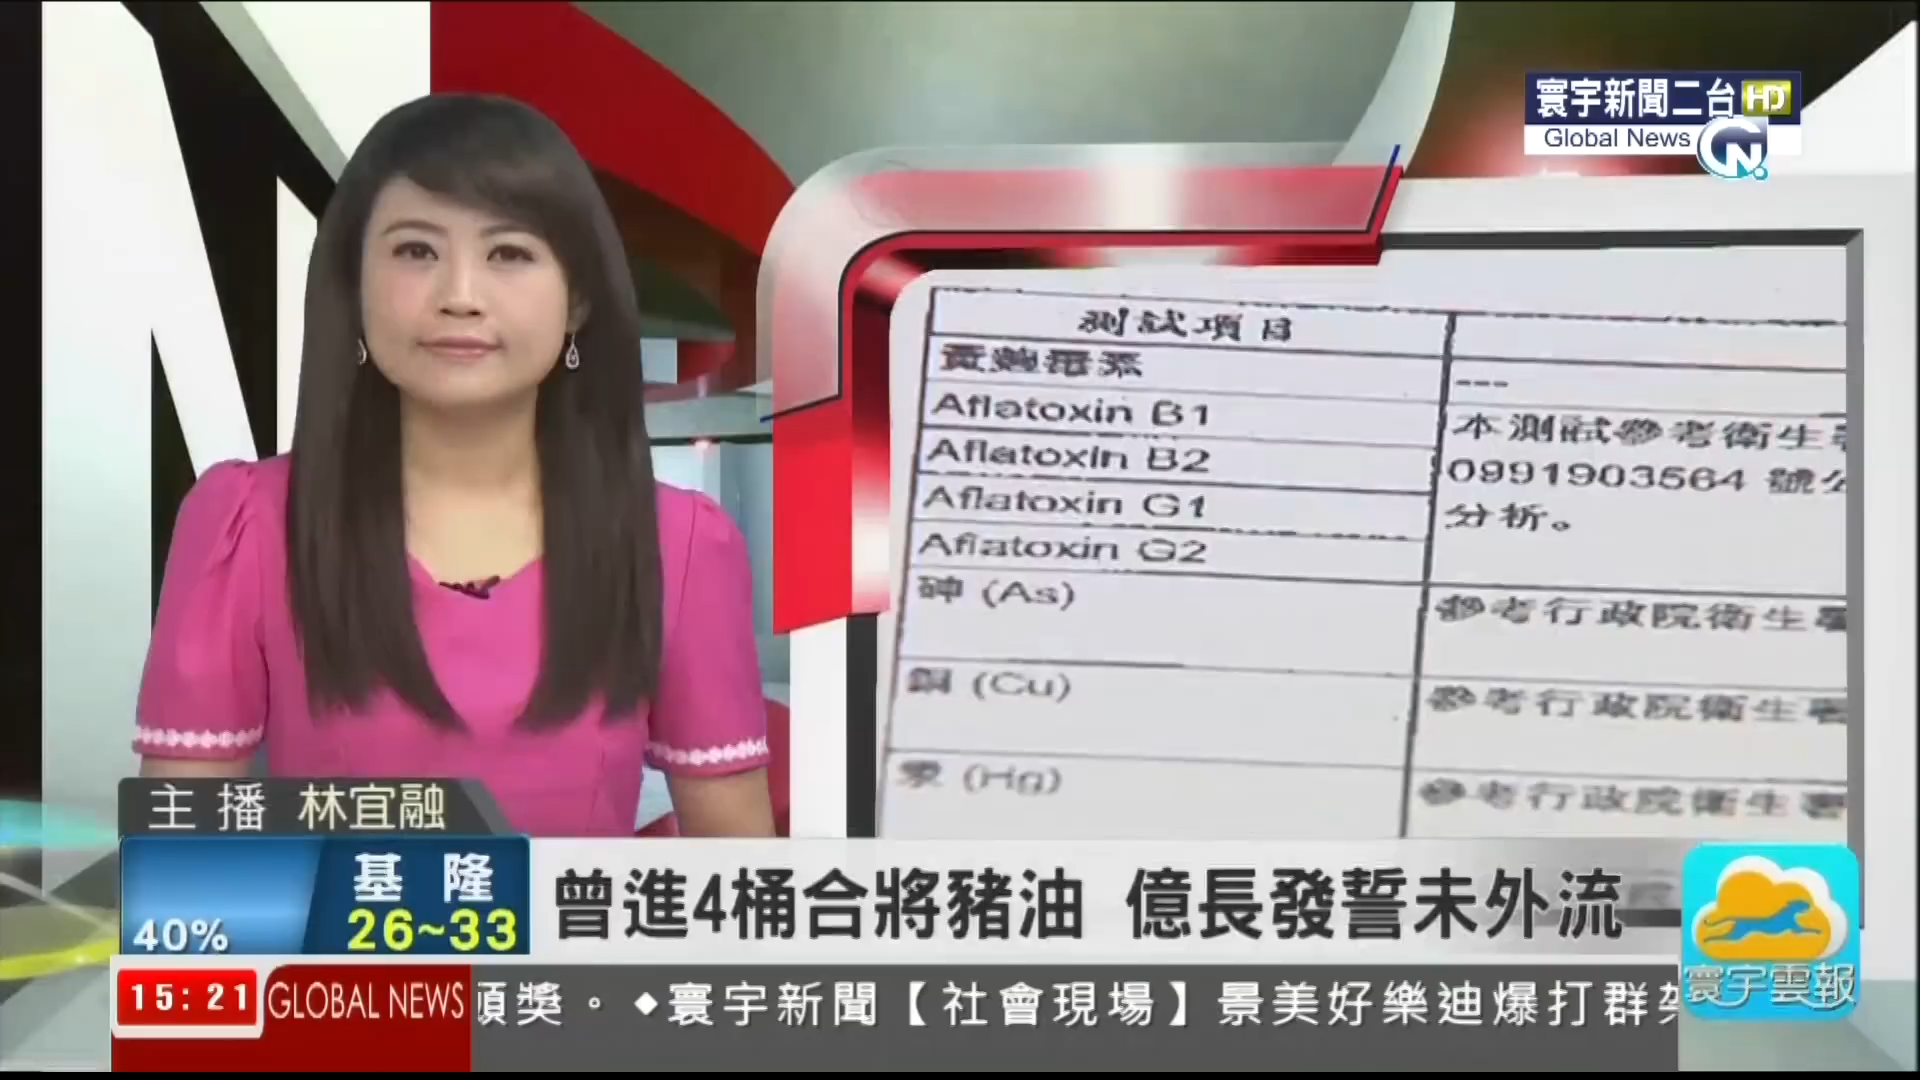 寰宇新聞二台 HD
Global News
測試項目
黃麴毒素
---
Aflatoxin B1
Aflatoxin B2
Aflatoxin G1
Aflatoxin G2
本測試參考衛生署
0991903564 號公
分析。
砷 (As)
參考行政院衛生署
銅 (Cu)
參考行政院衛生署
汞 (Hg)
參考行政院衛生署
主播 林宜融
基隆
40% 26~33
曾進4桶合將豬油 億長發誓未外流
寰宇雲報
15:21 GLOBAL NEWS 頒獎。◆寰宇新聞【社會現場】景美好樂迪爆打群架